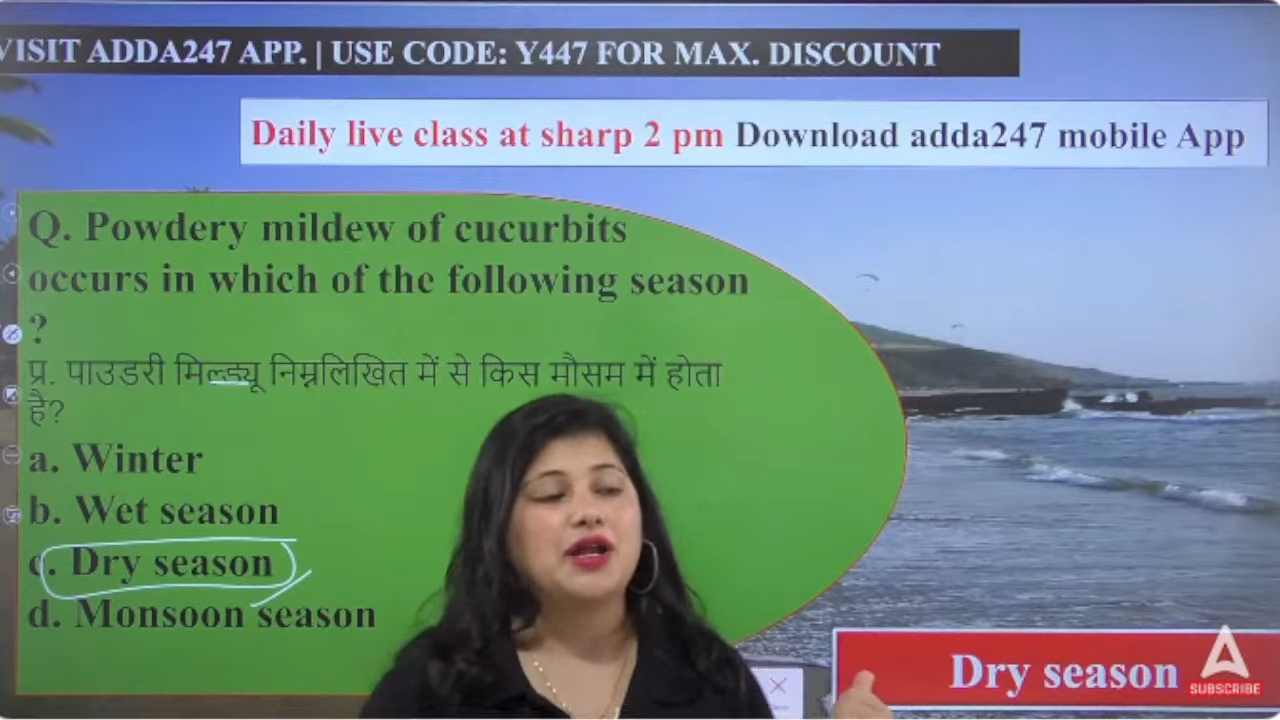 VISIT ADDA247 APP. | USE CODE: Y447 FOR MAX. DISCOUNT
Daily live class at sharp 2 pm Download adda247 mobile App
Q. Powdery mildew of cucurbits
occurs in which of the following season
?
प्र. पाउडरी मिल्ड्यू निम्नलिखित में से किस मौसम में होता
है?
a. Winter
b. Wet season
c. Dry season
d. Monsoon season
Dry season
SUBSCRIBE